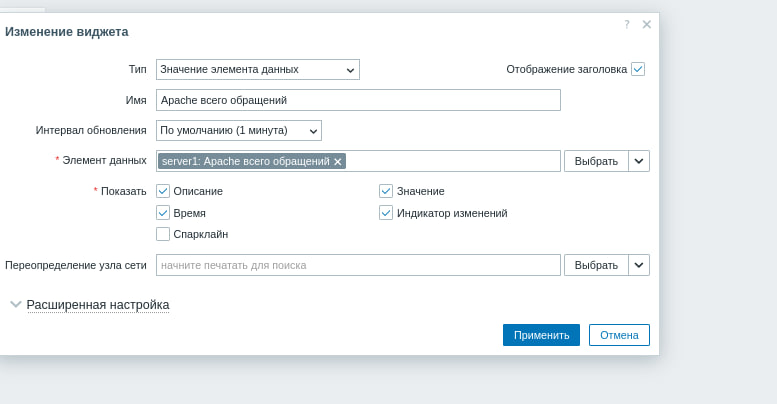 ?
Изменение виджета
Тип Значение элемента данных Отображение заголовка
Имя Apache всего обращений
Интервал обновления По умолчанию (1 минута)
* Элемент данных server1: Apache всего обращений Выбрать
* Показать Описание Значение
Время Индикатор изменений
Спарклайн
Переопределение узла сети начните печатать для поиска Выбрать
Расширенная настройка
Применить Отмена